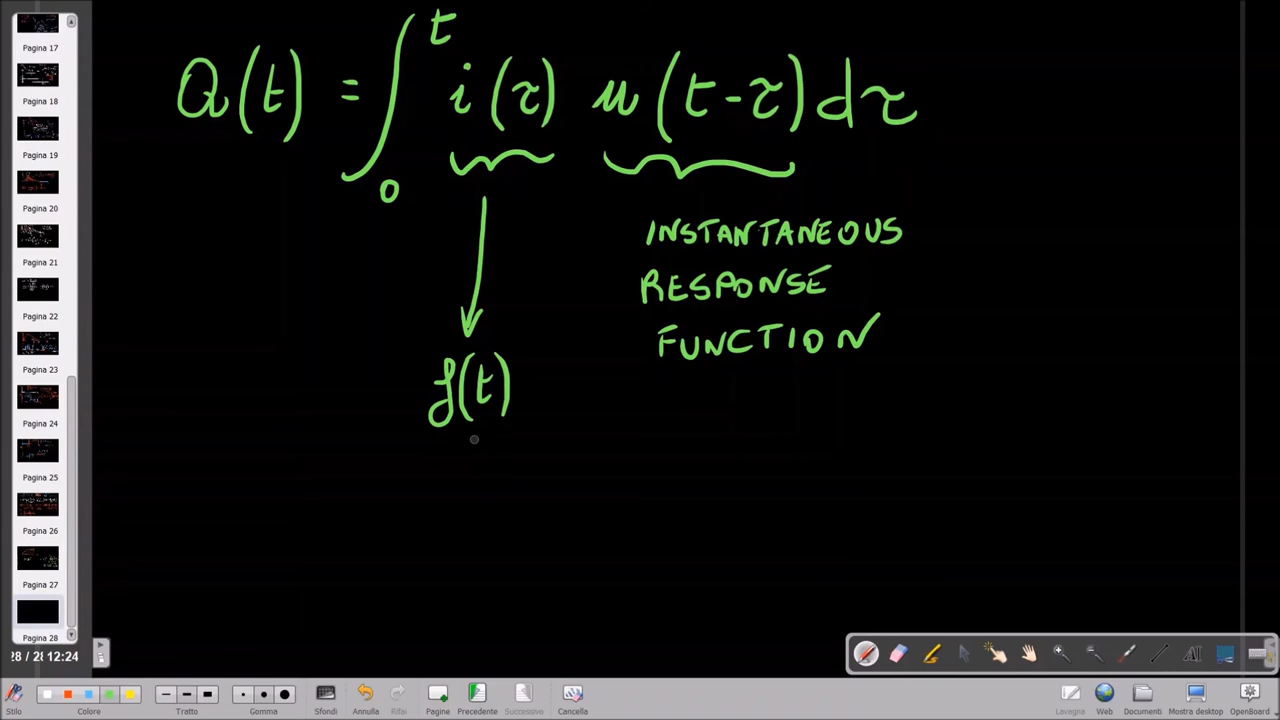 Q(t) = ∫₀ᵗ i(τ) u(t-τ) dτ
INSTANTANEOUS
RESPONSE
FUNCTION
f(t)
Pagina 17
Pagina 18
Pagina 19
Pagina 20
Pagina 21
Pagina 22
Pagina 23
Pagina 24
Pagina 25
Pagina 26
Pagina 27
Pagina 28
28 / 28 12:24
Stilo
Colore
Tratto
Gomma
Sfondi
Annulla
Rifai
Pagine
Precedente
Successive
Cancella
Lavagna
Web
Documenti
Mostra desktop
OpenBoard